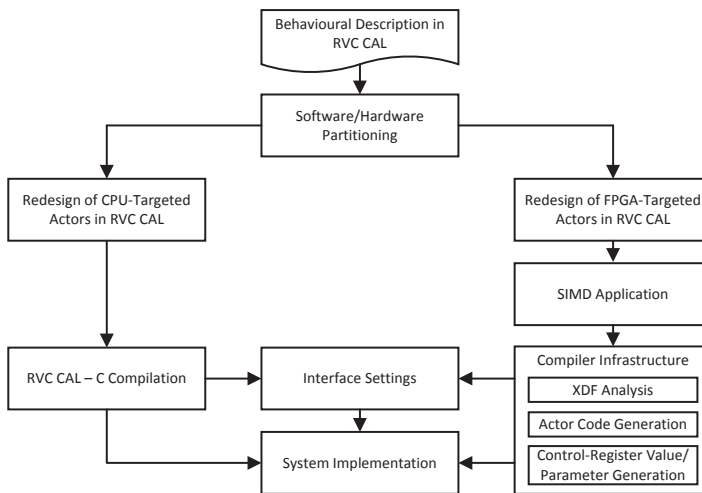 Behavioural Description in
RVC CAL
Software/Hardware
Partitioning
Redesign of CPU-Targeted
Actors in RVC CAL
Redesign of FPGA-Targeted
Actors in RVC CAL
SIMD Application
RVC CAL – C Compilation
Interface Settings
Compiler Infrastructure
XDF Analysis
Actor Code Generation
Control-Register Value/
Parameter Generation
System Implementation